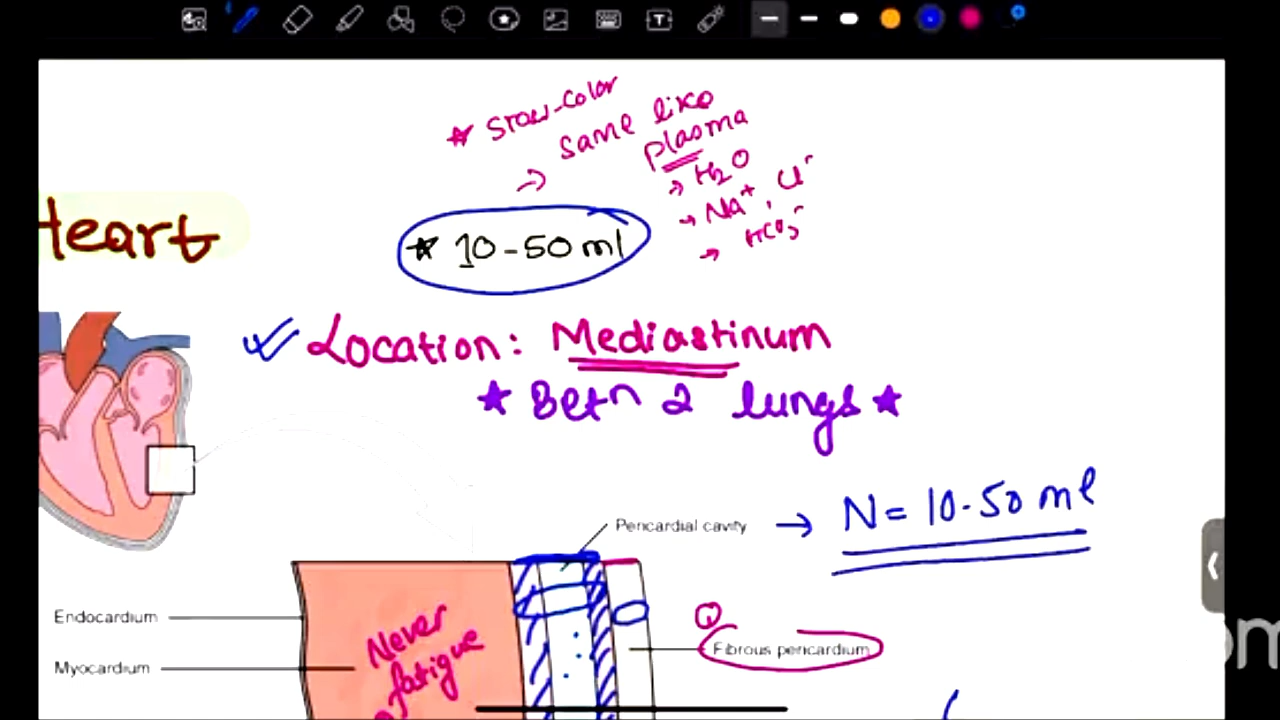 ★ Straw-Color
→ Same like
plasma
→ H₂O
→ Na⁺, Cl⁻
→ HCO₃⁻
Heart
★ 10-50 ml
Location: Mediastinum
★ Betn 2 lungs ★
N = 10-50 ml
Pericardial cavity →
Endocardium
Never
fatigue
Fibrous pericardium
Myocardium